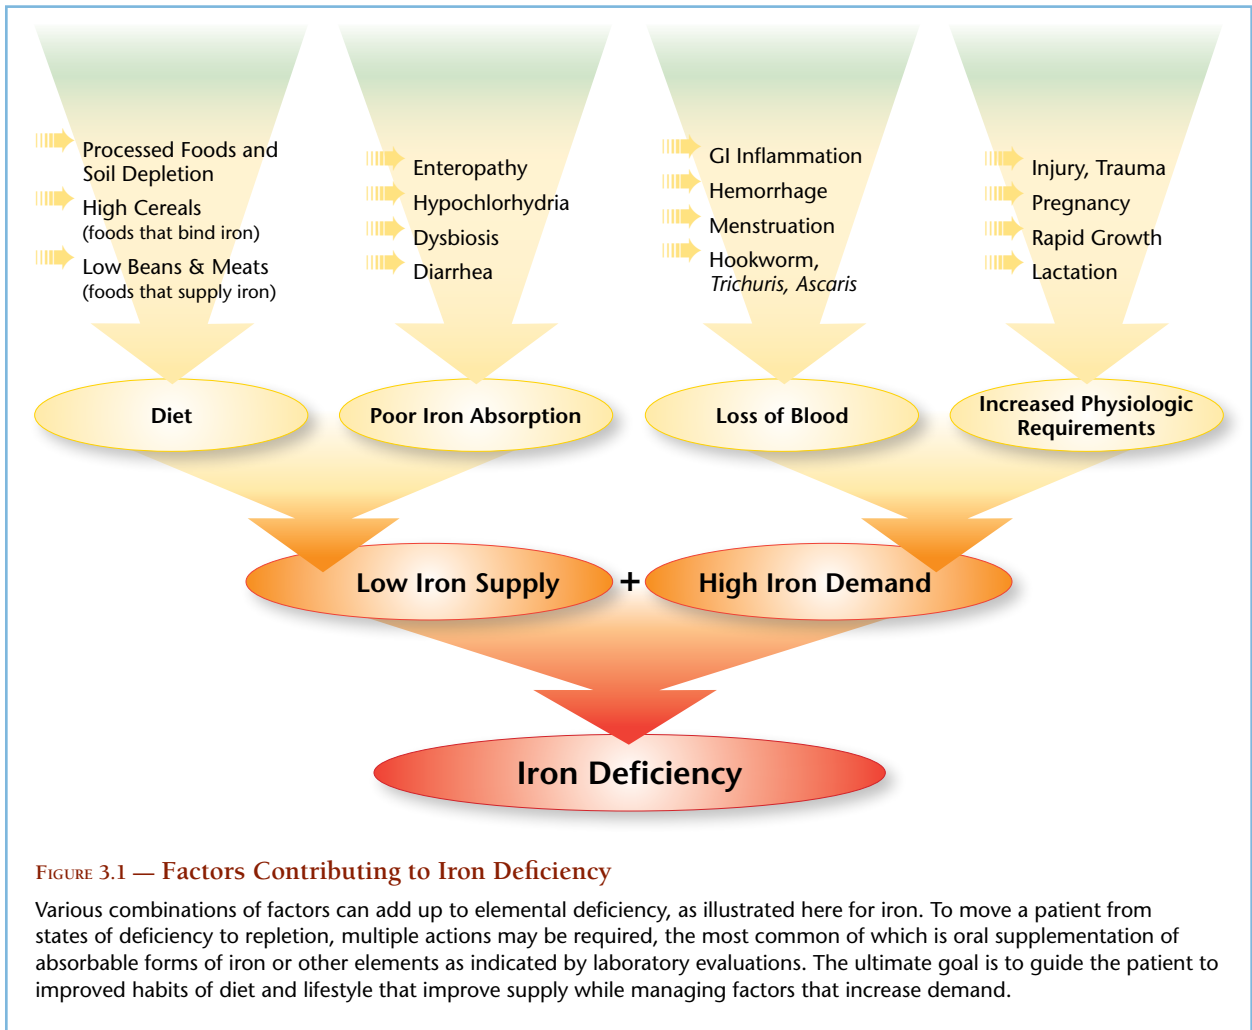 Processed Foods and
Soil Depletion
High Cereals
(foods that bind iron)
Low Beans & Meats
(foods that supply iron)
Enteropathy
Hypochlorhydria
Dysbiosis
Diarrhea
GI Inflammation
Hemorrhage
Menstruation
Hookworm,
Trichuris, Ascaris
Injury, Trauma
Pregnancy
Rapid Growth
Lactation
Diet
Poor Iron Absorption
Loss of Blood
Increased Physiologic
Requirements
Low Iron Supply + High Iron Demand
Iron Deficiency
Figure 3.1 — Factors Contributing to Iron Deficiency
Various combinations of factors can add up to elemental deficiency, as illustrated here for iron. To move a patient from
states of deficiency to repletion, multiple actions may be required, the most common of which is oral supplementation of
absorbable forms of iron or other elements as indicated by laboratory evaluations. The ultimate goal is to guide the patient to
improved habits of diet and lifestyle that improve supply while managing factors that increase demand.